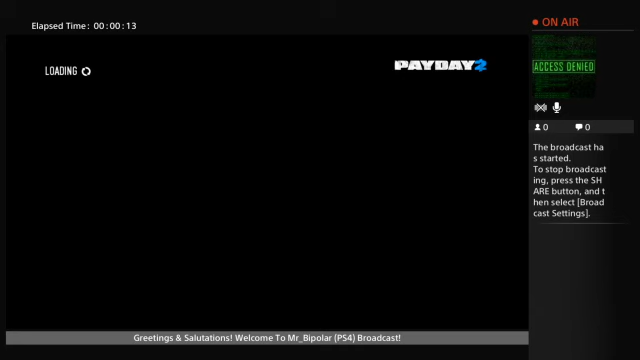 Elapsed Time: 00:00:13
ON AIR
LOADING
PAYDAY 2
ACCESS DENIED
0 0
The broadcast ha
s started.
To stop broadcast
ing, press the SH
ARE button, and t
hen select [Broad
cast Settings].
Greetings & Salutations! Welcome To Mr_Bipolar (PS4) Broadcast!